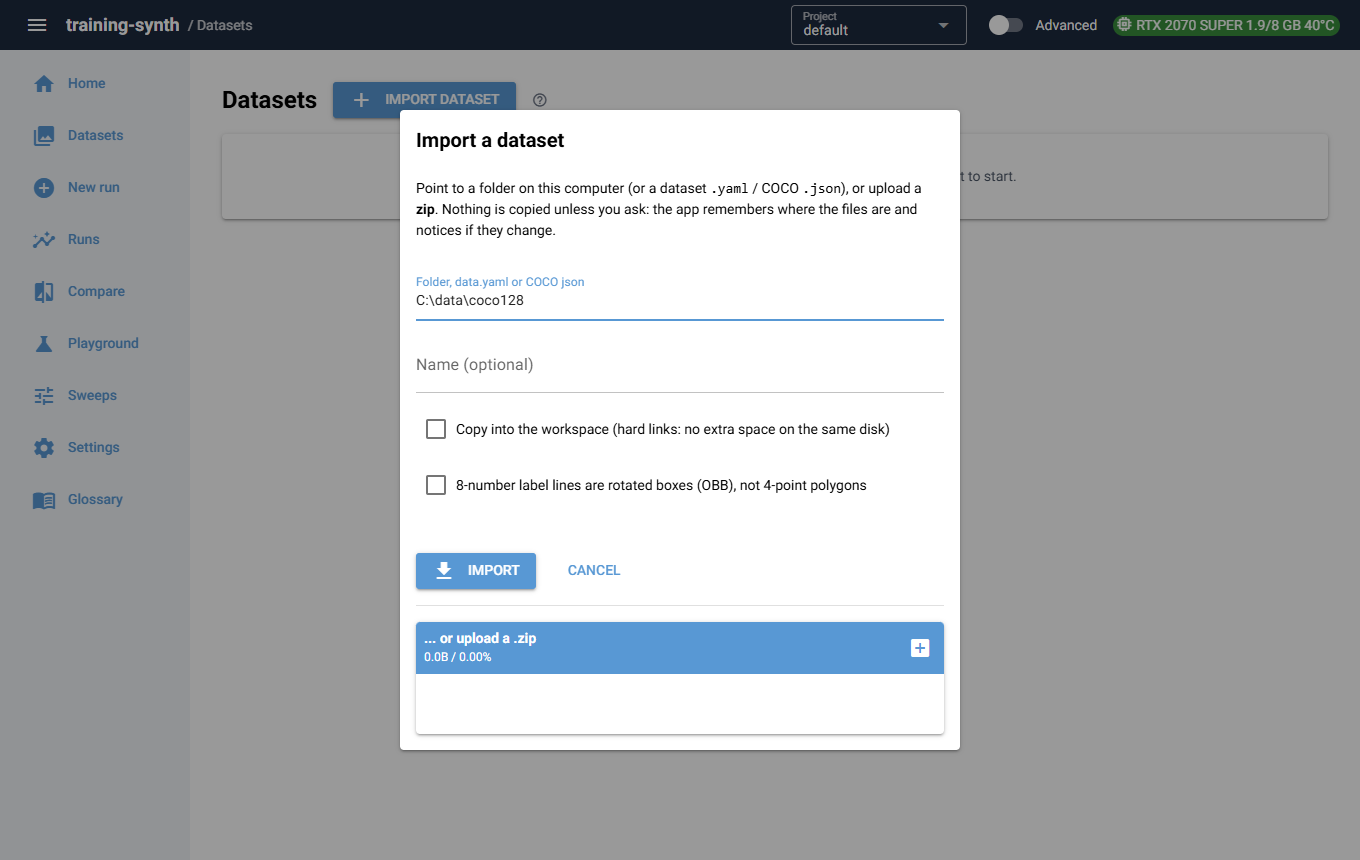 training-synth / Datasets
Project
default
Advanced
RTX 2070 SUPER 1.9/8 GB 40°C
Home
Datasets
New run
Runs
Compare
Playground
Sweeps
Settings
Glossary
Datasets
IMPORT DATASET
t to start.
Import a dataset
Point to a folder on this computer (or a dataset .yaml / COCO .json), or upload a
zip. Nothing is copied unless you ask: the app remembers where the files are and
notices if they change.
Folder, data.yaml or COCO json
C:\data\coco128
Name (optional)
Copy into the workspace (hard links: no extra space on the same disk)
8-number label lines are rotated boxes (OBB), not 4-point polygons
IMPORT
CANCEL
... or upload a .zip
0.0B / 0.00%